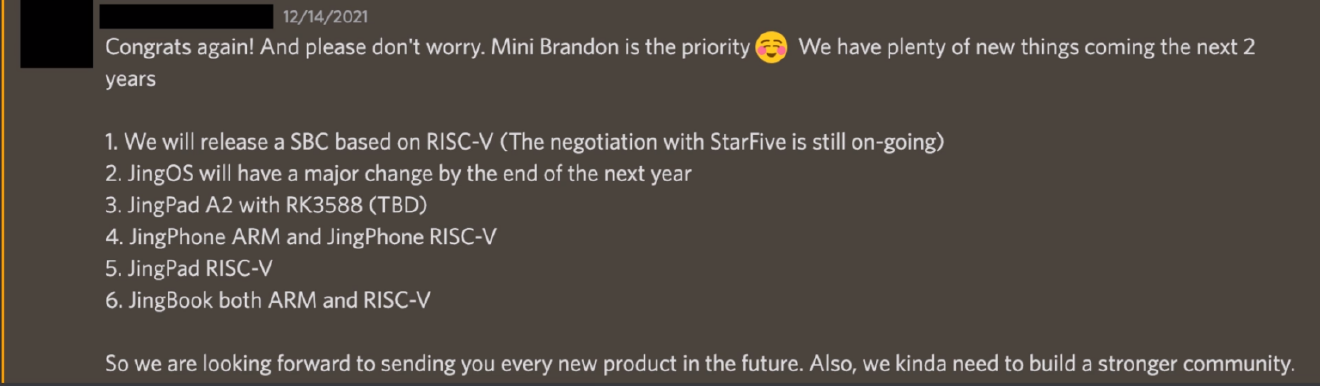 12/14/2021
Congrats again! And please don't worry. Mini Brandon is the priority 😊 We have plenty of new things coming the next 2
years
1. We will release a SBC based on RISC-V (The negotiation with StarFive is still on-going)
2. JingOS will have a major change by the end of the next year
3. JingPad A2 with RK3588 (TBD)
4. JingPhone ARM and JingPhone RISC-V
5. JingPad RISC-V
6. JingBook both ARM and RISC-V
So we are looking forward to sending you every new product in the future. Also, we kinda need to build a stronger community.